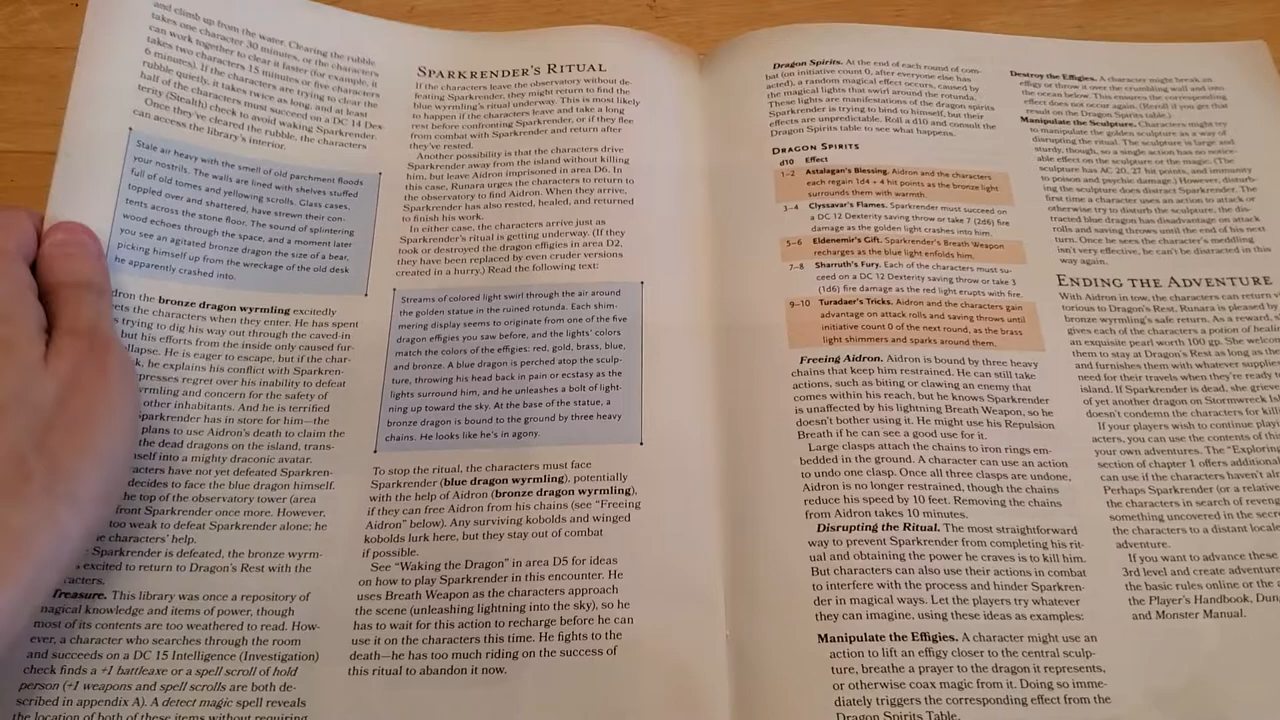 and climb up from the water. Clearing the rubble
takes one character 30 minutes, or the characters
can work together to clear it faster (for example, it
takes two characters 15 minutes or five characters
6 minutes). If the characters are trying to clear the
rubble quietly, it takes twice as long, and at least
half of the characters must succeed on a DC 14 Dex-
terity (Stealth) check to avoid waking Sparkrender.
Once they've cleared the rubble, the characters
can access the library's interior.
Stale air heavy with the smell of old parchment floods
your nostrils. The walls are lined with shelves stuffed
full of old tomes and yellowing scrolls. Glass cases,
toppled over and shattered, have strewn their con-
tents across the stone floor. The sound of splintering
wood echoes through the space, and a moment later
you see an agitated bronze dragon the size of a bear,
picking himself up from the wreckage of the old desk
he apparently crashed into.
dron the bronze dragon wyrmling excitedly
ets the characters when they enter. He has spent
s trying to dig his way out through the caved-in
but his efforts from the inside only caused fur-
llapse. He is eager to escape, but if the char-
k, he explains his conflict with Sparkren-
presses regret over his inability to defeat
yrmling and concern for the safety of
other inhabitants. And he is terrified
parkrender has in store for him—the
plans to use Aidron's death to claim the
the dead dragons on the island, trans-
self into a mighty draconic avatar.
acters have not yet defeated Sparkren-
decides to face the blue dragon himself.
he top of the observatory tower (area
front Sparkrender once more. However,
too weak to defeat Sparkrender alone; he
e characters' help.
Sparkrender is defeated, the bronze wyrm-
excited to return to Dragon's Rest with the
racters.
Treasure. This library was once a repository of
magical knowledge and items of power, though
most of its contents are too weathered to read. How-
ever, a character who searches through the room
and succeeds on a DC 15 Intelligence (Investigation)
check finds a +1 battleaxe or a spell scroll of hold
person (+1 weapons and spell scrolls are both de-
scribed in appendix A). A detect magic spell reveals
the location of both of these items without requiring
SPARKRENDER'S RITUAL
If the characters leave the observatory without de-
feating Sparkrender, they might return to find the
blue wyrmling's ritual underway. This is most likely
to happen if the characters leave and take a long
rest before confronting Sparkrender, or if they flee
from combat with Sparkrender and return after
they've rested.
Another possibility is that the characters drive
Sparkrender away from the island without killing
him, but leave Aidron imprisoned in area D6. In
this case, Runara urges the characters to return to
the observatory to find Aidron. When they arrive,
Sparkrender has also rested, healed, and returned
to finish his work.
In either case, the characters arrive just as
Sparkrender's ritual is getting underway. (If they
took or destroyed the dragon effigies in area D2,
they have been replaced by even cruder versions
created in a hurry.) Read the following text:
Streams of colored light swirl through the air around
the golden statue in the ruined rotunda. Each shim-
mering display seems to originate from one of the five
dragon effigies you saw before, and the lights' colors
match the colors of the effigies: red, gold, brass, blue,
and bronze. A blue dragon is perched atop the sculp-
ture, throwing his head back in pain or ecstasy as the
lights surround him, and he unleashes a bolt of light-
ning up toward the sky. At the base of the statue, a
bronze dragon is bound to the ground by three heavy
chains. He looks like he's in agony.
To stop the ritual, the characters must face
Sparkrender (blue dragon wyrmling), potentially
with the help of Aidron (bronze dragon wyrmling),
if they can free Aidron from his chains (see "Freeing
Aidron" below). Any surviving kobolds and winged
kobolds lurk here, but they stay out of combat
if possible.
See "Waking the Dragon" in area D5 for ideas
on how to play Sparkrender in this encounter. He
uses Breath Weapon as the characters approach
the scene (unleashing lightning into the sky), so he
has to wait for this action to recharge before he can
use it on the characters this time. He fights to the
death—he has too much riding on the success of
this ritual to abandon it now.
Dragon Spirits. At the end of each round of com-
bat (on initiative count 0, after everyone else has
acted), a random magical effect occurs, caused by
the magical lights that swirl around the rotunda.
These lights are manifestations of the dragon spirits
Sparkrender is trying to bind to himself, but their
effects are unpredictable. Roll a d10 and consult the
Dragon Spirits table to see what happens.
DRAGON SPIRITS
d10 Effect
1–2 Astalagan's Blessing. Aidron and the characters
each regain 1d4 + 4 hit points as the bronze light
surrounds them with warmth.
3–4 Clyssavar's Flames. Sparkrender must succeed on
a DC 12 Dexterity saving throw or take 7 (2d6) fire
damage as the golden light crashes into him.
5–6 Eldenemir's Gift. Sparkrender's Breath Weapon
recharges as the blue light enfolds him.
7–8 Sharruth's Fury. Each of the characters must suc-
ceed on a DC 12 Dexterity saving throw or take 3
(1d6) fire damage as the red light erupts with fire.
9–10 Turadaer's Tricks. Aidron and the characters gain
advantage on attack rolls and saving throws until
initiative count 0 of the next round, as the brass
light shimmers and sparks around them.
Freeing Aidron. Aidron is bound by three heavy
chains that keep him restrained. He can still take
actions, such as biting or clawing an enemy that
comes within his reach, but he knows Sparkrender
is unaffected by his lightning Breath Weapon, so he
doesn't bother using it. He might use his Repulsion
Breath if he can see a good use for it.
Large clasps attach the chains to iron rings em-
bedded in the ground. A character can use an action
to undo one clasp. Once all three clasps are undone,
Aidron is no longer restrained, though the chains
reduce his speed by 10 feet. Removing the chains
from Aidron takes 10 minutes.
Disrupting the Ritual. The most straightforward
way to prevent Sparkrender from completing his rit-
ual and obtaining the power he craves is to kill him.
But characters can also use their actions in combat
to interfere with the process and hinder Sparkren-
der in magical ways. Let the players try whatever
they can imagine, using these ideas as examples:
Manipulate the Effigies. A character might use an
action to lift an effigy closer to the central sculp-
ture, breathe a prayer to the dragon it represents,
or otherwise coax magic from it. Doing so imme-
diately triggers the corresponding effect from the
Dragon Spirits Table.
Destroy the Effigies. A character might break an
effigy or throw it over the crumbling wall and into
the ocean below. This ensures the corresponding
effect does not occur again. (Reroll if you get that
result on the Dragon Spirits table.)
Manipulate the Sculpture. Characters might try
to manipulate the golden sculpture as a way of
disrupting the ritual. The sculpture is large and
sturdy, though, so a single action has no notice-
able effect on the sculpture or the magic. (The
sculpture has AC 20, 27 hit points, and immunity
to poison and psychic damage.) However, disturb-
ing the sculpture does distract Sparkrender. The
first time a character uses an action to attack or
otherwise try to disturb the sculpture, the dis-
tracted blue dragon has disadvantage on attack
rolls and saving throws until the end of his next
turn. Once he sees the character's meddling
isn't very effective, he can't be distracted in this
way again.
ENDING THE ADVENTURE
With Aidron in tow, the characters can return v
torious to Dragon's Rest. Runara is pleased by
bronze wyrmling's safe return. As a reward, s
gives each of the characters a potion of healin
an exquisite pearl worth 100 gp. She welcom
them to stay at Dragon's Rest as long as the
and furnishes them with whatever supplies
need for their travels when they're ready to
island. If Sparkrender is dead, she grieves
of yet another dragon on Stormwreck Isl
doesn't condemn the characters for kill
If your players wish to continue playi
acters, you can use the contents of thi
your own adventures. The "Exploring
section of chapter 1 offers additional
can use if the characters haven't alr
Perhaps Sparkrender (or a relative
the characters in search of reveng
something uncovered in the secre
the characters to a distant locale
adventure.
If you want to advance these
3rd level and create adventure
the basic rules online or the
the Player's Handbook, Dun
and Monster Manual.